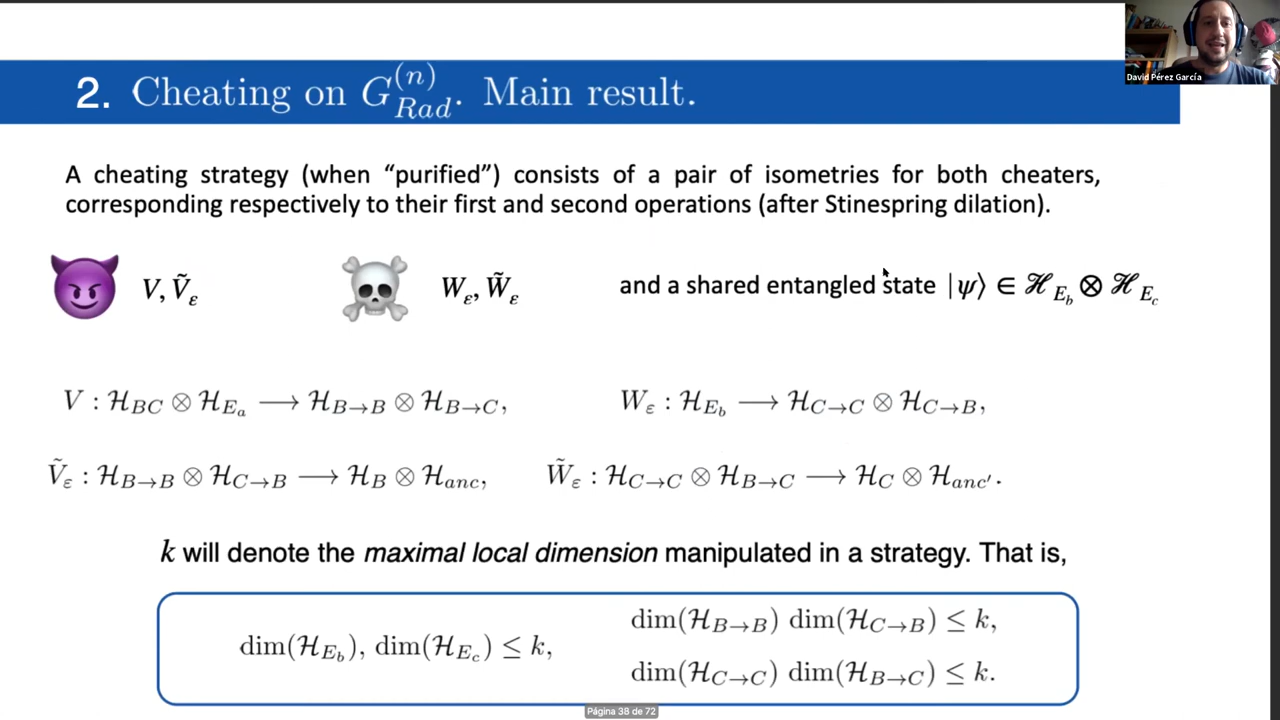 David Pérez García
2. Cheating on $G_{Rad}^{(n)}$. Main result.
A cheating strategy (when “purified”) consists of a pair of isometries for both cheaters,
corresponding respectively to their first and second operations (after Stinespring dilation).
$V, \tilde{V}_\varepsilon$ $W_\varepsilon, \tilde{W}_\varepsilon$ and a shared entangled state $|\psi\rangle \in \mathcal{H}_{E_b} \otimes \mathcal{H}_{E_c}$
$V : \mathcal{H}_{BC} \otimes \mathcal{H}_{E_a} \longrightarrow \mathcal{H}_{B \to B} \otimes \mathcal{H}_{B \to C},$ $W_\varepsilon : \mathcal{H}_{E_b} \longrightarrow \mathcal{H}_{C \to C} \otimes \mathcal{H}_{C \to B},$
$\tilde{V}_\varepsilon : \mathcal{H}_{B \to B} \otimes \mathcal{H}_{C \to B} \longrightarrow \mathcal{H}_B \otimes \mathcal{H}_{anc},$ $\tilde{W}_\varepsilon : \mathcal{H}_{C \to C} \otimes \mathcal{H}_{B \to C} \longrightarrow \mathcal{H}_C \otimes \mathcal{H}_{anc'}.$
$k$ will denote the maximal local dimension manipulated in a strategy. That is,
$\dim(\mathcal{H}_{E_b}), \dim(\mathcal{H}_{E_c}) \leq k,$
$\dim(\mathcal{H}_{B \to B}) \dim(\mathcal{H}_{C \to B}) \leq k,$
$\dim(\mathcal{H}_{C \to C}) \dim(\mathcal{H}_{B \to C}) \leq k.$
Página 38 de 72